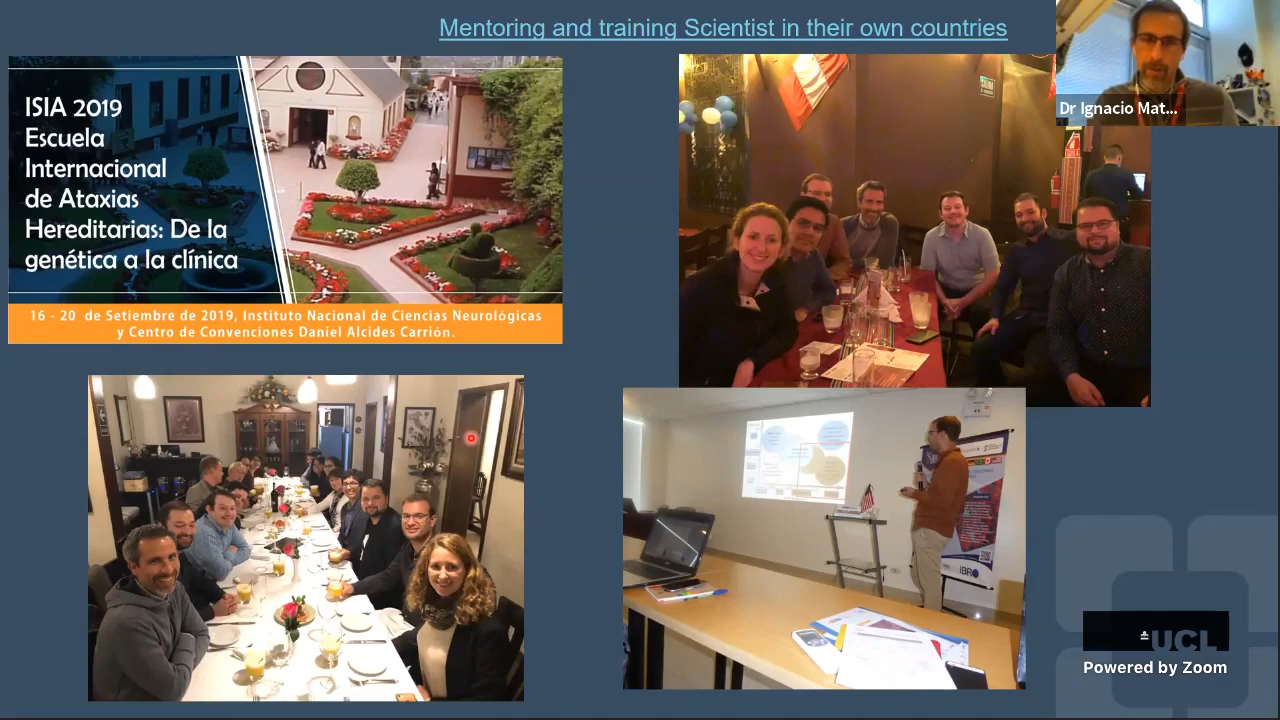 Mentoring and training Scientist in their own countries
ISIA 2019
Escuela
Internacional
de Ataxias
Hereditarias: De la
genética a la clínica
16 - 20 de Setiembre de 2019, Instituto Nacional de Ciencias Neurológicas
y Centro de Convenciones Daniel Alcides Carrión.
Dr Ignacio Mat...
IBRO
UCL
Powered by Zoom